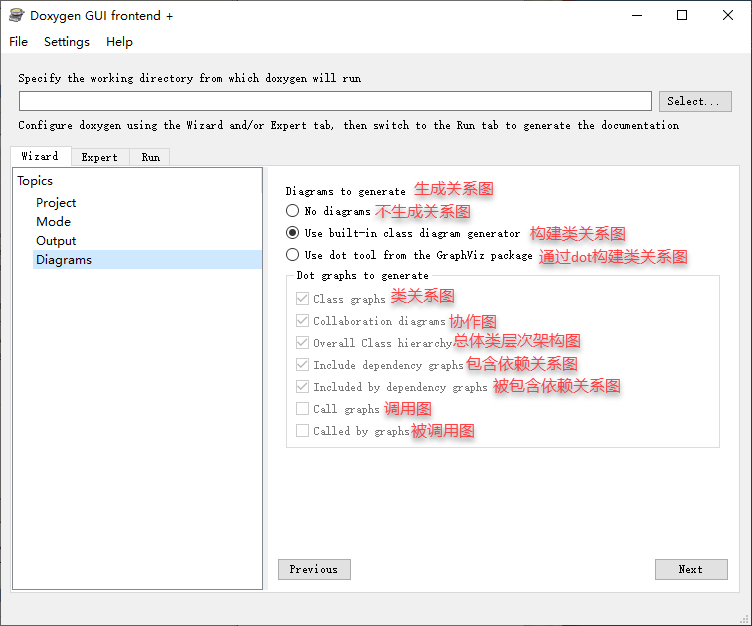 Doxygen GUI frontend +
File Settings Help
Specify the working directory from which doxygen will run
Select...
Configure doxygen using the Wizard and/or Expert tab, then switch to the Run tab to generate the documentation
Wizard Expert Run
Topics
Project
Mode
Output
Diagrams
Diagrams to generate 生成关系图
No diagrams 不生成关系图
Use built-in class diagram generator 构建类关系图
Use dot tool from the GraphViz package 通过dot构建类关系图
Dot graphs to generate
Class graphs 类关系图
Collaboration diagrams 协作图
Overall Class hierarchy 总体类层次架构图
Include dependency graphs 包含依赖关系图
Included by dependency graphs 被包含依赖关系图
Call graphs 调用图
Called by graphs 被调用图
Previous Next